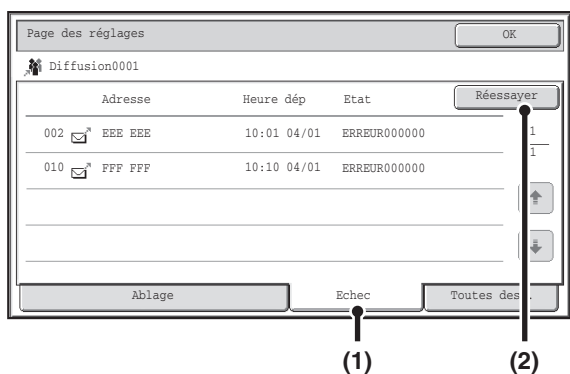 Page des réglages OK
Diffusion0001
Adresse Heure dép Etat Réessayer
002 EEE EEE 10:01 04/01 ERREUR000000 1
1
010 FFF FFF 10:10 04/01 ERREUR000000
Ablage Echec Toutes des
(1) (2)